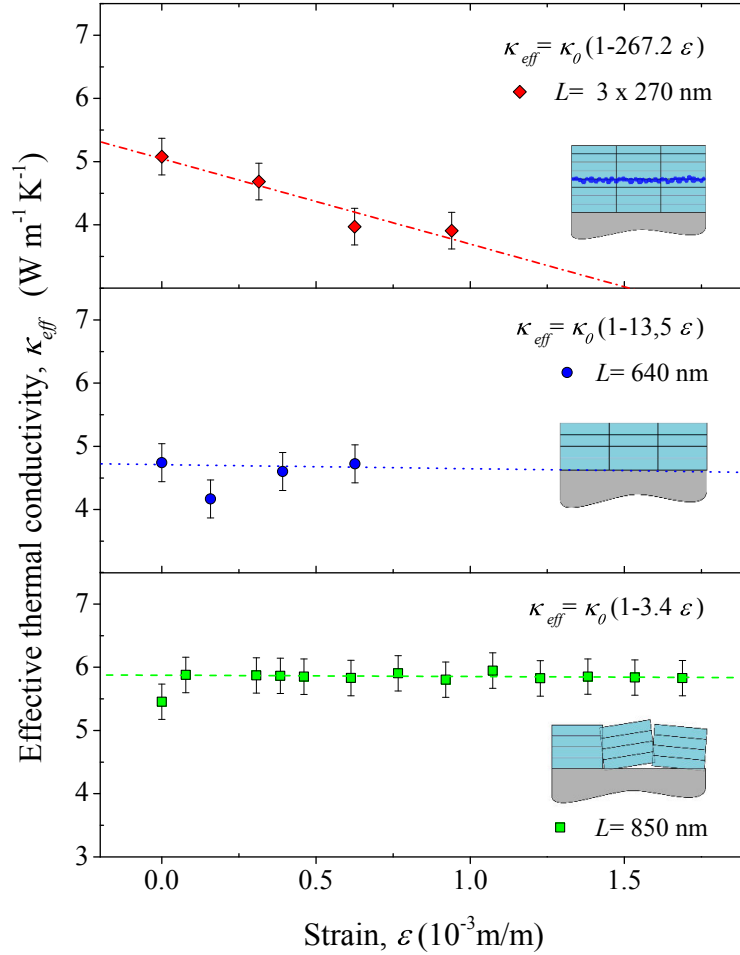 κeff = κ0 (1-267.2 ε)
L= 3 x 270 nm
7
6
5
4
κeff = κ0 (1-13,5 ε)
L= 640 nm
7
6
5
4
κeff = κ0 (1-3.4 ε)
L= 850 nm
7
6
5
4
3
0.0 0.5 1.0 1.5
Strain, ε (10-3m/m)
Effective thermal conductivity, κeff (W m-1 K-1)